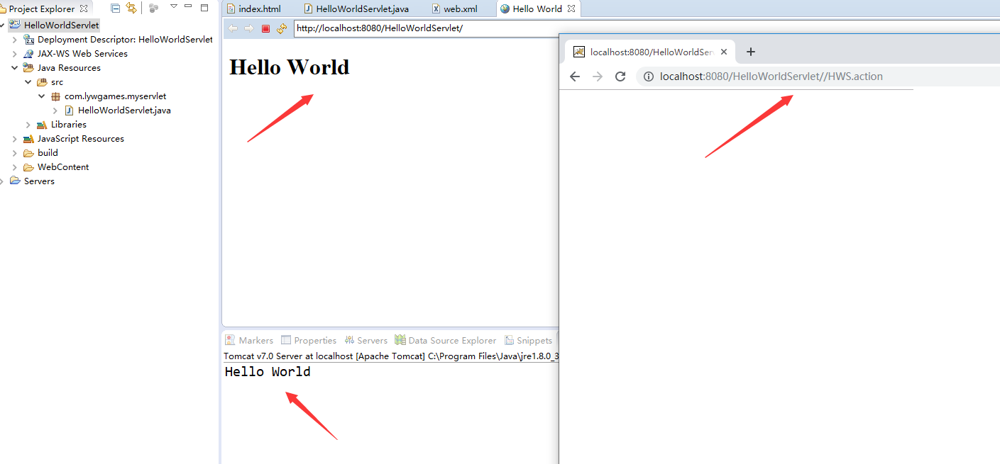 Project Explorer
HelloWorldServlet
Deployment Descriptor: HelloWorldServlet
JAX-WS Web Services
Java Resources
src
com.lywgames.myservlet
HelloWorldServlet.java
Libraries
JavaScript Resources
build
WebContent
Servers
index.html HelloWorldServlet.java web.xml Hello World
http://localhost:8080/HelloWorldServlet/
Hello World
Markers Properties Servers Data Source Explorer Snippets
Tomcat v7.0 Server at localhost [Apache Tomcat] C:\Program Files\Java\jre1.8.0_3
Hello World
localhost:8080/HelloWorldSer
localhost:8080/HelloWorldServlet//HWS.action